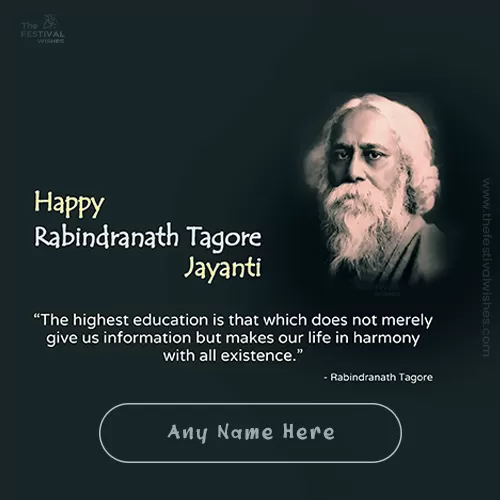 The
FESTIVAL
WISHES
Happy
Rabindranath Tagore
Jayanti
“The highest education is that which does not merely
give us information but makes our life in harmony
with all existence.”
- Rabindranath Tagore
Any Name Here
www.thefestivalwishes.com